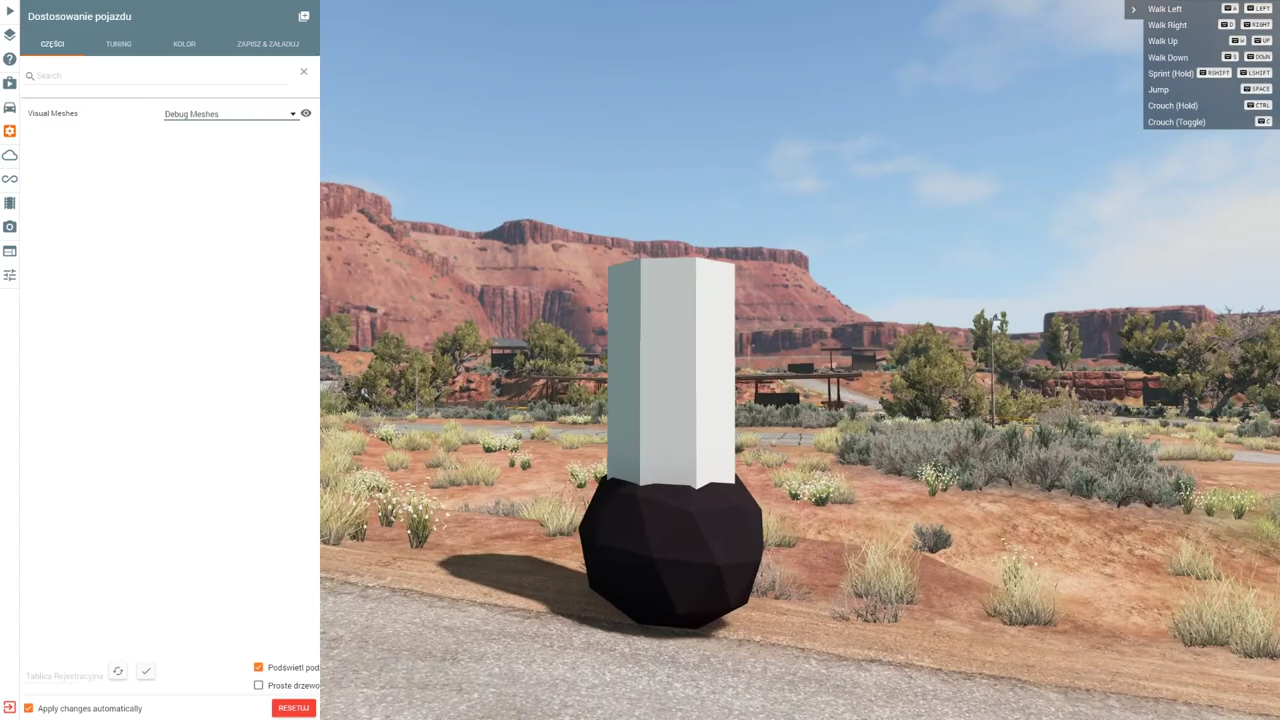 Dostosowanie pojazdu
CZĘŚCI
TUNING
KOLOR
ZAPISZ & ZAŁADUJ
Search
Visual Meshes
Debug Meshes
Tablica Rejestracyjna
Podświetl pod
Proste drzewo
Apply changes automatically
RESETUJ
Walk Left A LEFT
Walk Right D RIGHT
Walk Up W UP
Walk Down S DOWN
Sprint (Hold) RSHIFT LSHIFT
Jump SPACE
Crouch (Hold) CTRL
Crouch (Toggle) C